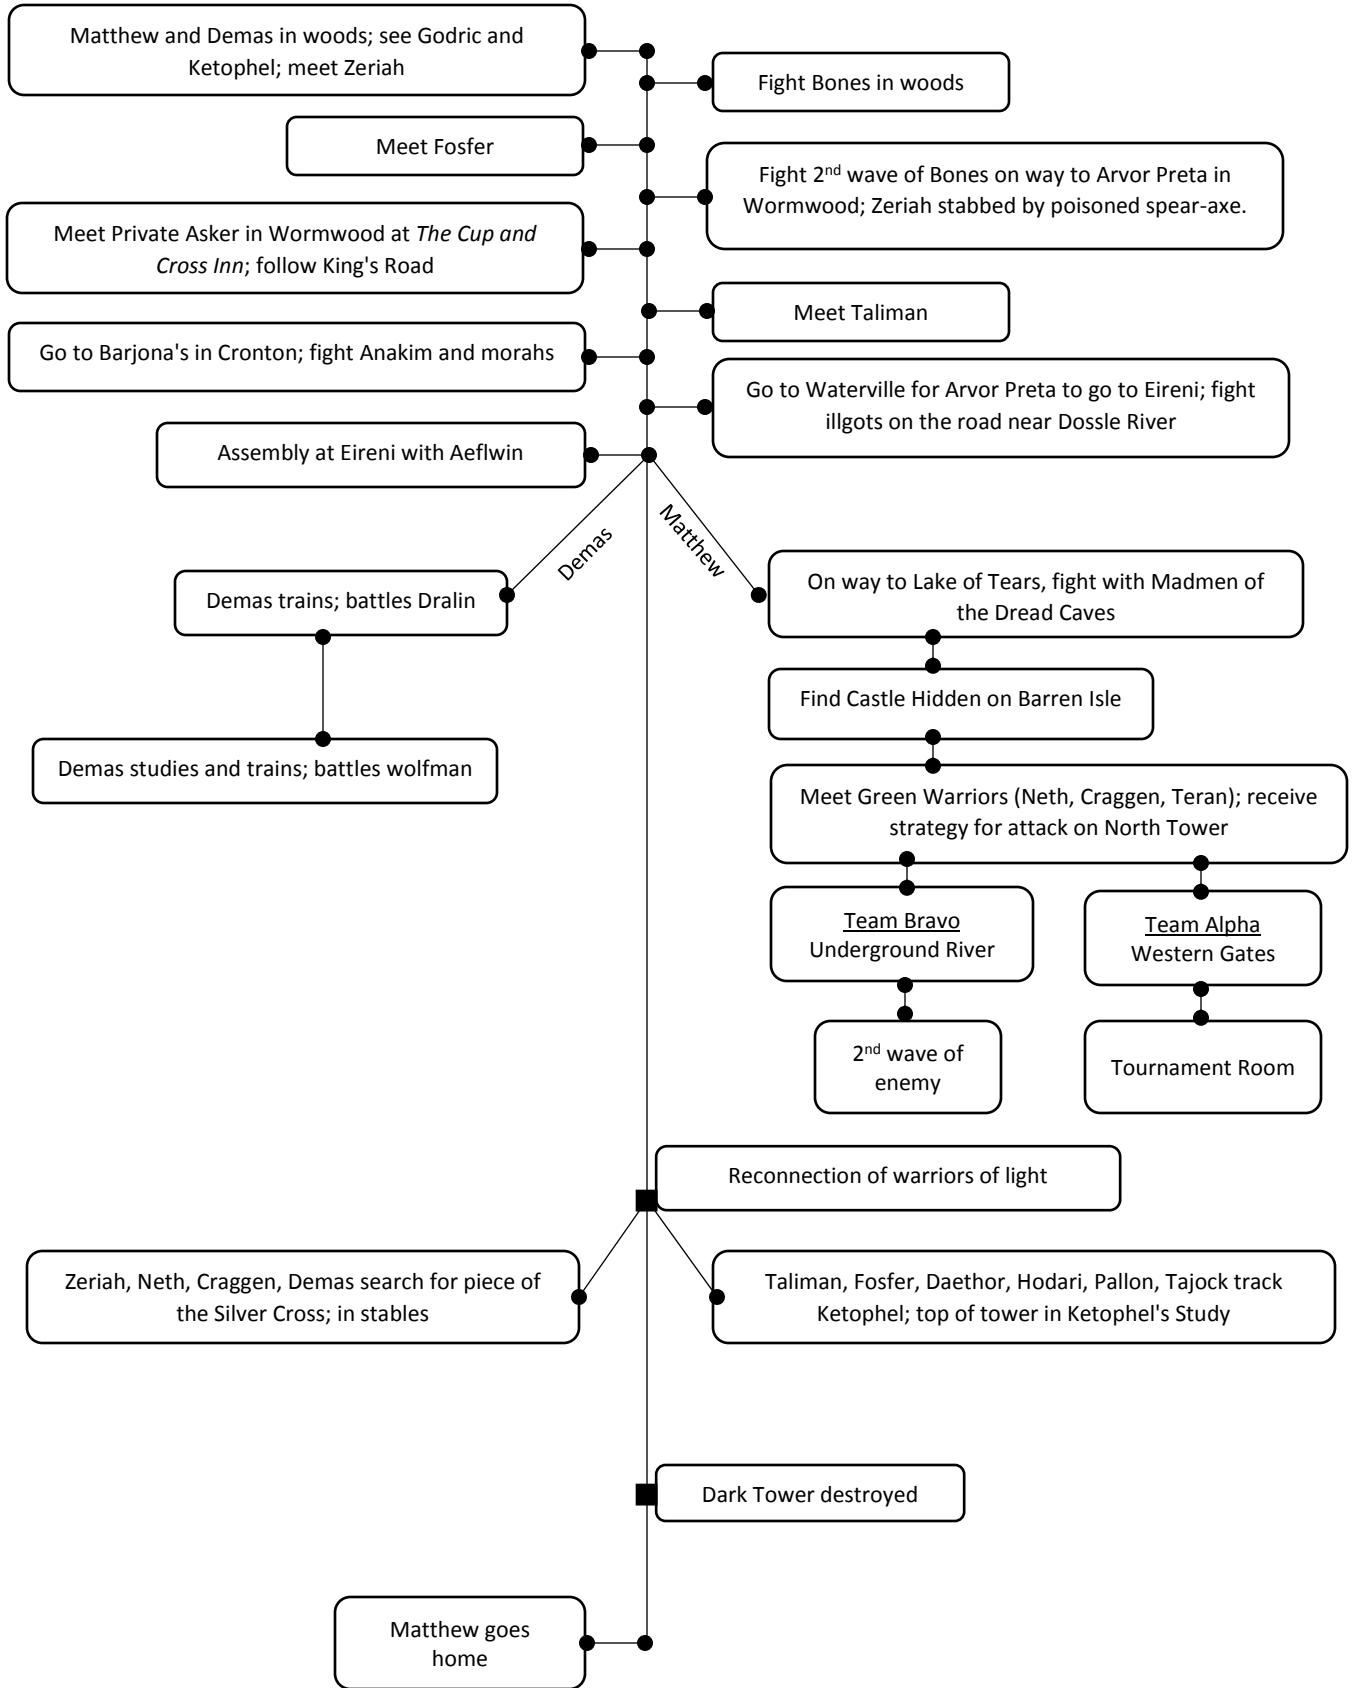 Matthew and Demas in woods; see Godric and
Ketophel; meet Zeriah
Fight Bones in woods
Meet Fosfer
Fight 2nd wave of Bones on way to Arvor Preta in
Wormwood; Zeriah stabbed by poisoned spear-axe.
Meet Private Asker in Wormwood at The Cup and
Cross Inn; follow King's Road
Meet Taliman
Go to Barjona's in Cronton; fight Anakim and morahs
Go to Waterville for Arvor Preta to go to Eireni; fight
illgots on the road near Dossle River
Assembly at Eireni with Aeflwin
Demas
Matthew
Demas trains; battles Dralin
Demas studies and trains; battles wolfman
On way to Lake of Tears, fight with Madmen of
the Dread Caves
Find Castle Hidden on Barren Isle
Meet Green Warriors (Neth, Craggen, Teran); receive
strategy for attack on North Tower
Team Bravo
Underground River
2nd wave of
enemy
Team Alpha
Western Gates
Tournament Room
Reconnection of warriors of light
Zeriah, Neth, Craggen, Demas search for piece of
the Silver Cross; in stables
Taliman, Fosfer, Daethor, Hodari, Pallon, Tajock track
Ketophel; top of tower in Ketophel's Study
Dark Tower destroyed
Matthew goes
home